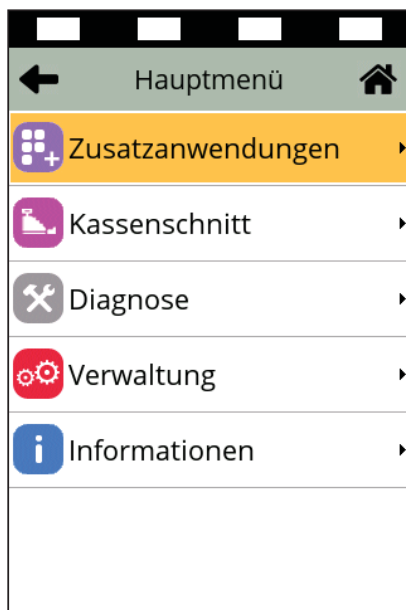 Hauptmenü
Zusatzanwendungen
Kassenschnitt
Diagnose
Verwaltung
Informationen